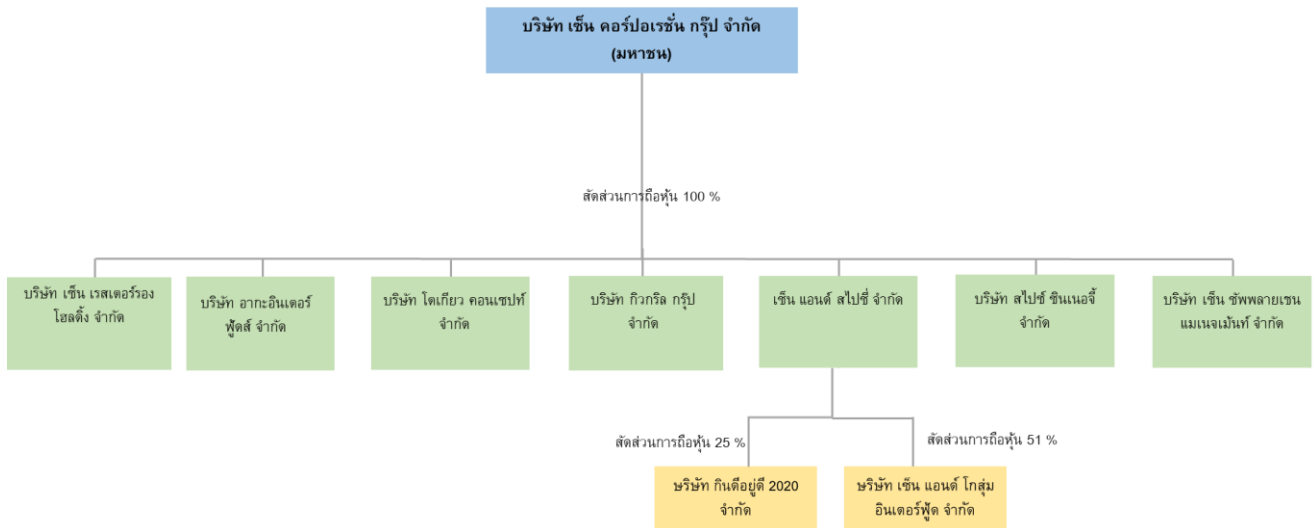 บริษัท เซ็น คอร์ปอเรชั่น กรุ๊ป จำกัด
(มหาชน)
สัดส่วนการถือหุ้น 100 %
บริษัท เซ็น เรสเตอร์รอง
โฮลดิ้ง จำกัด
บริษัท อากะอินเตอร์
ฟู้ดส์ จำกัด
บริษัท โตเกียว คอนเซปท์
จำกัด
บริษัท กิวกริล กรุ๊ป
จำกัด
เซ็น แอนด์ สไปซี่ จำกัด
บริษัท สไปซ์ ซินเนอจี้
จำกัด
บริษัท เซ็น ซัพพลายเชน
แมเนจเม้นท์ จำกัด
สัดส่วนการถือหุ้น 25 %
สัดส่วนการถือหุ้น 51 %
บริษัท กินดีอยู่ดี 2020
จำกัด
บริษัท เซ็น แอนด์ โกสุ่ม
อินเตอร์ฟู้ด จำกัด